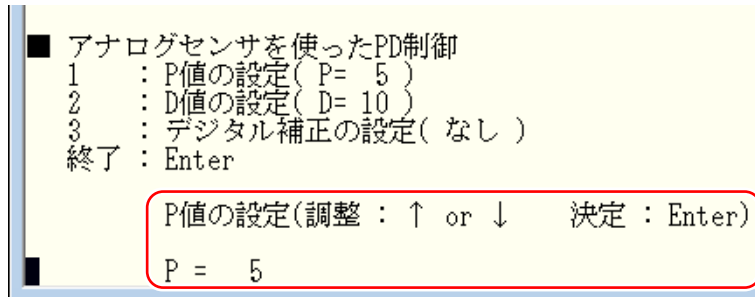 ■ アナログセンサを使ったPD制御
1 : P値の設定( P= 5 )
2 : D値の設定( D= 10 )
3 : デジタル補正の設定( なし )
終了 : Enter
P値の設定(調整 : ↑ or ↓ 決定 : Enter)
P = 5